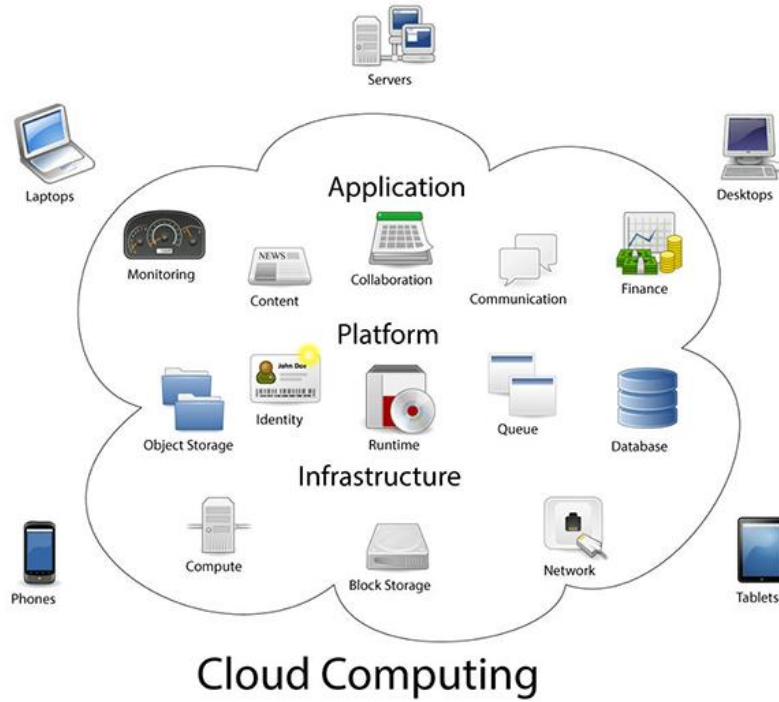 Servers
Laptops
Desktops
Application
Monitoring
NEWS
Content
Collaboration
Communication
Finance
Platform
John Doe
Object Storage
Identity
Runtime
Queue
Database
Infrastructure
Compute
Block Storage
Network
Phones
Tablets
Cloud Computing